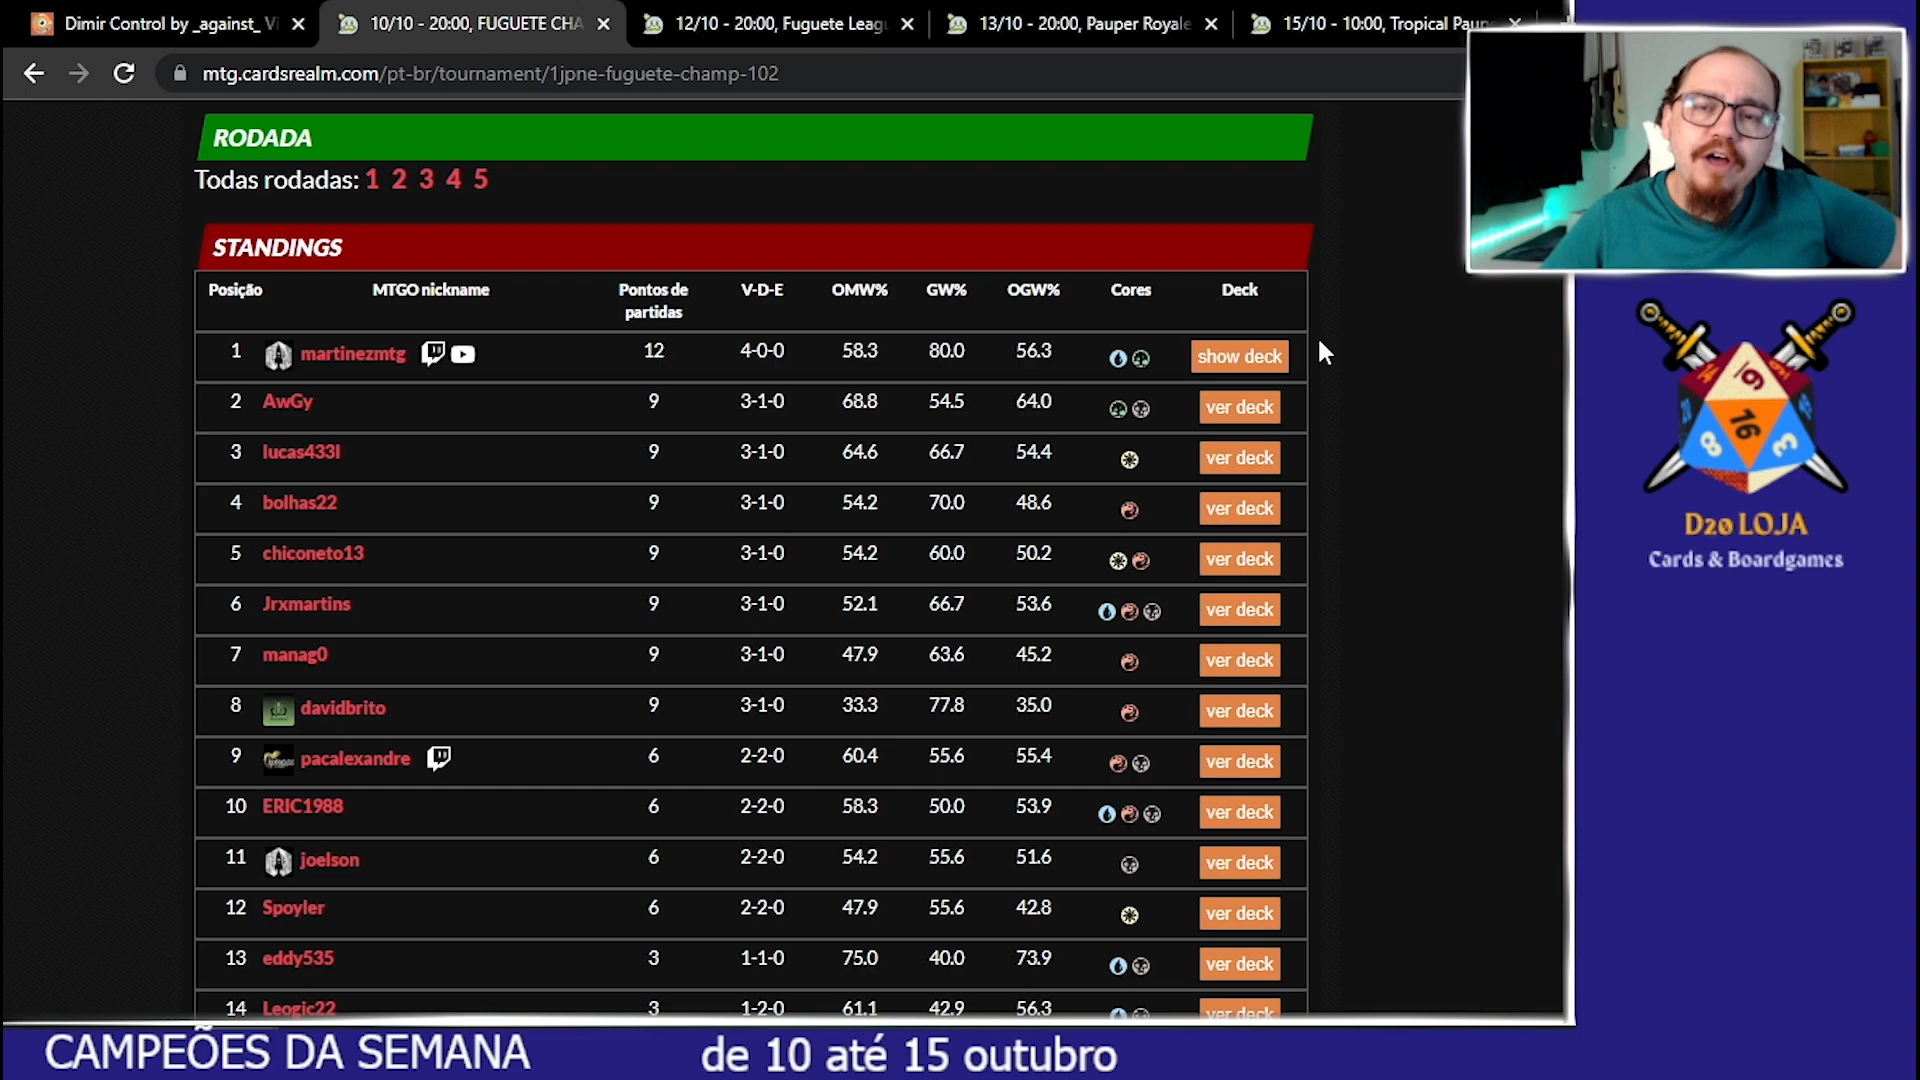 Dimir Control by _against_ Vi
10/10 - 20:00, FUGUETE CHA
12/10 - 20:00, Fuguete Leag
13/10 - 20:00, Pauper Royale
15/10 - 10:00, Tropical Paup
mtg.cardsrealm.com/pt-br/tournament/1jpne-fuguete-champ-102
RODADA
Todas rodadas: 1 2 3 4 5
STANDINGS
Posição MTGO nickname Pontos de partidas V-D-E OMW% GW% OGW% Cores Deck
1 martinezmtg 12 4-0-0 58.3 80.0 56.3 show deck
2 AwGy 9 3-1-0 68.8 54.5 64.0 ver deck
3 lucas433l 9 3-1-0 64.6 66.7 54.4 ver deck
4 bolhas22 9 3-1-0 54.2 70.0 48.6 ver deck
5 chiconeto13 9 3-1-0 54.2 60.0 50.2 ver deck
6 Jrxmartins 9 3-1-0 52.1 66.7 53.6 ver deck
7 manag0 9 3-1-0 47.9 63.6 45.2 ver deck
8 davidbrito 9 3-1-0 33.3 77.8 35.0 ver deck
9 pacalexandre 6 2-2-0 60.4 55.6 55.4 ver deck
10 ERIC1988 6 2-2-0 58.3 50.0 53.9 ver deck
11 joelson 6 2-2-0 54.2 55.6 51.6 ver deck
12 Spoyler 6 2-2-0 47.9 55.6 42.8 ver deck
13 eddy535 3 1-1-0 75.0 40.0 73.9 ver deck
14 Leogic22 3 1-2-0 61.1 42.9 56.3 ver deck
9
16
8
3
D20 LOJA
Cards & Boardgames
CAMPEÕES DA SEMANA
de 10 até 15 outubro